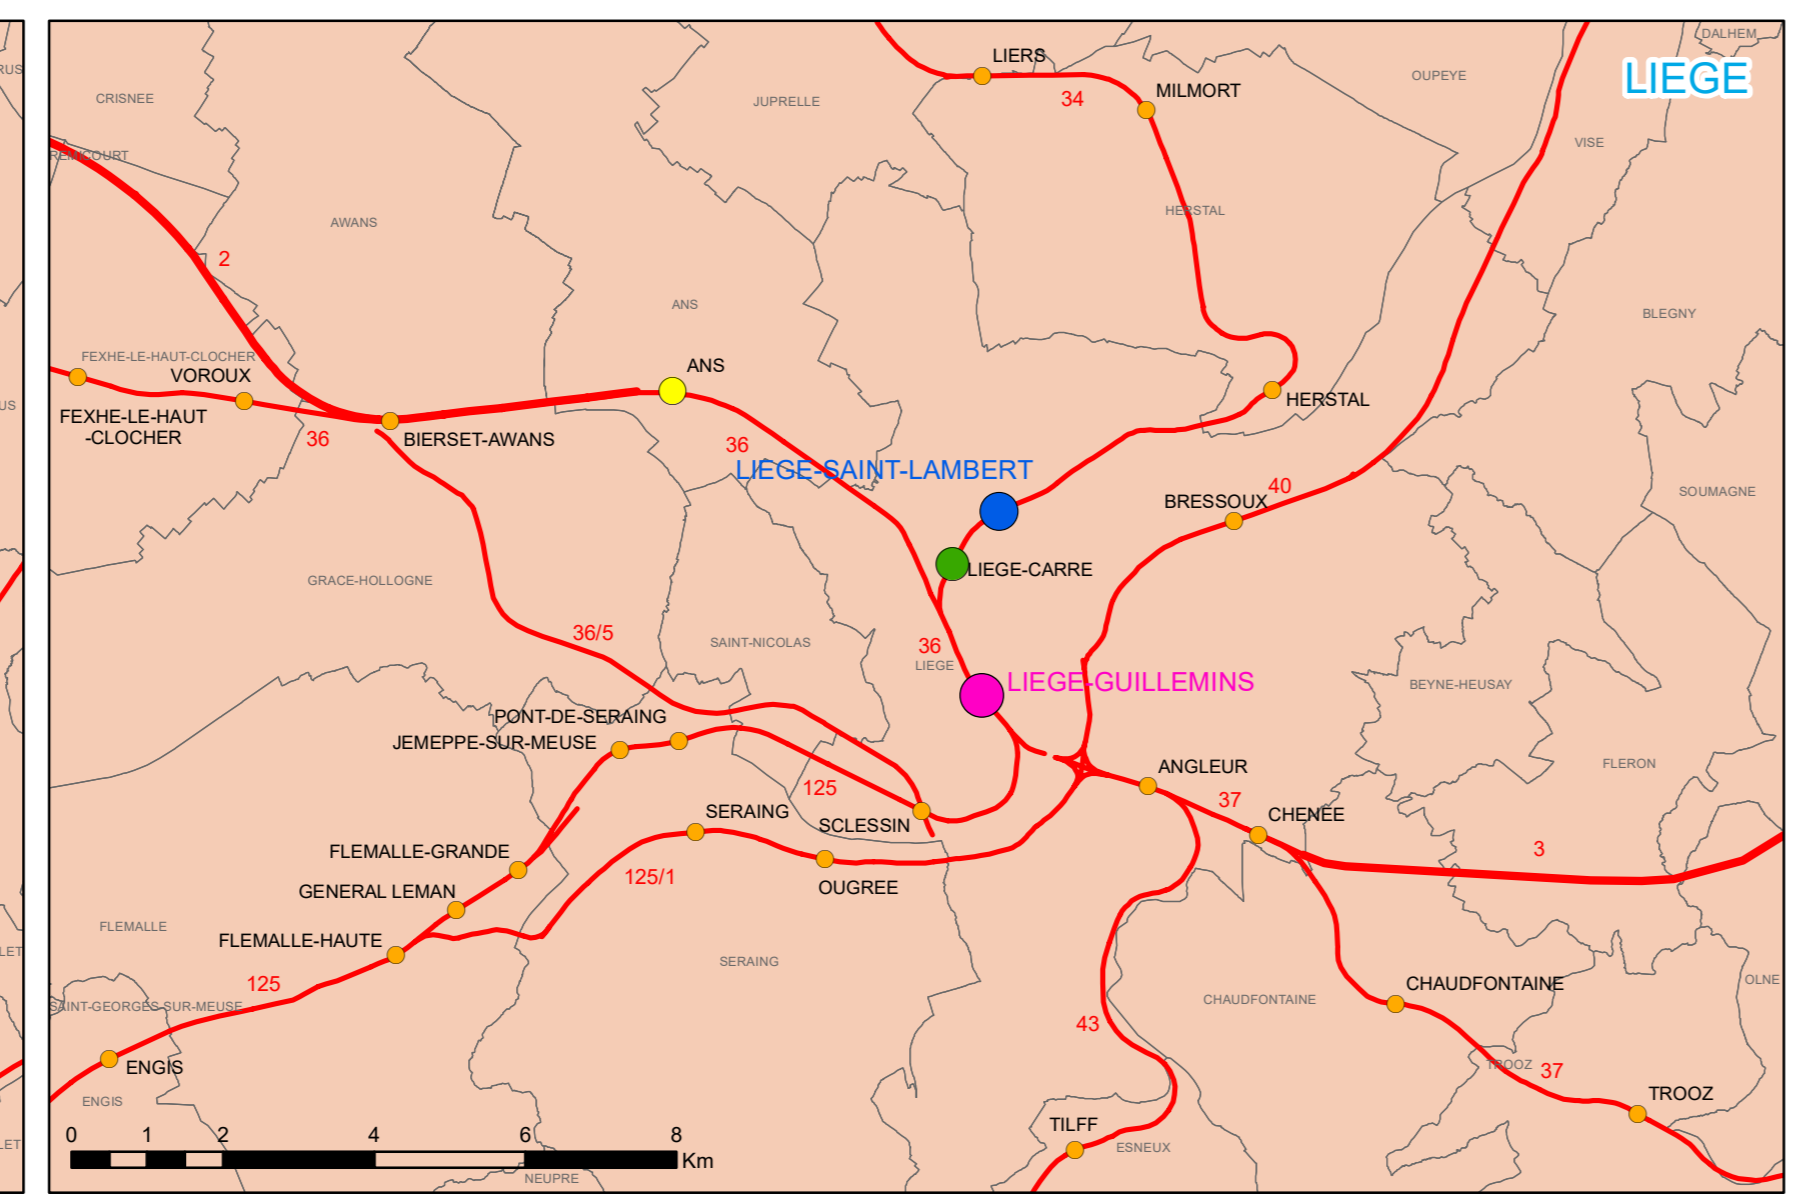 DALHEM
LIERS
LIEGE
RUS
CRISNEE
JUPRELLE
34
MILMORT
OUPEYE
VISE
AWANS
HERSTAL
2
ANS
BLEGNY
FEXHE-LE-HAUT-CLOCHER
VOROUX
ANS
US
FEXHE-LE-HAUT
-CLOCHER
36
BIERSET-AWANS
36
HERSTAL
LIEGE-SAINT-LAMBERT
40
BRESSOUX
SOUMAGNE
GRACE-HOLLOGNE
LIEGE-CARRE
36/5
SAINT-NICOLAS
36
LIEGE
LIEGE-GUILLEMINS
BEYNE-HEUSAY
PONT-DE-SERAING
JEMEPPE-SUR-MEUSE
ANGLEUR
FLERON
125
37
SERAING
SCLESSIN
CHENEE
FLEMALLE-GRANDE
3
125/1
OUGREE
GENERAL LEMAN
FLEMALLE
FLEMALLE-HAUTE
LET
SERAING
125
CHAUDFONTAINE
CHAUDFONTAINE
OLNE
SAINT-GEORGES-SUR-MEUSE
43
ENGIS
TROOZ
37
ENGIS
TROOZ
TILFF
0 1 2 4 6 8
LET
ESNEUX
Km
NEUPRE